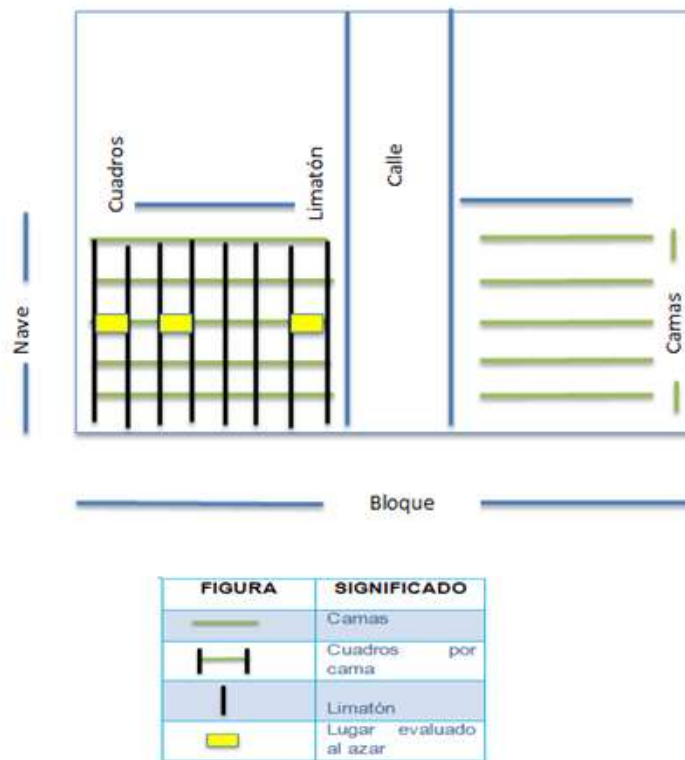 Cuadros
Limatón
Calle
Nave
Camas
Bloque
FIGURA SIGNIFICADO
Camas
Cuadros por
cama
Limatón
Lugar evaluado
al azar